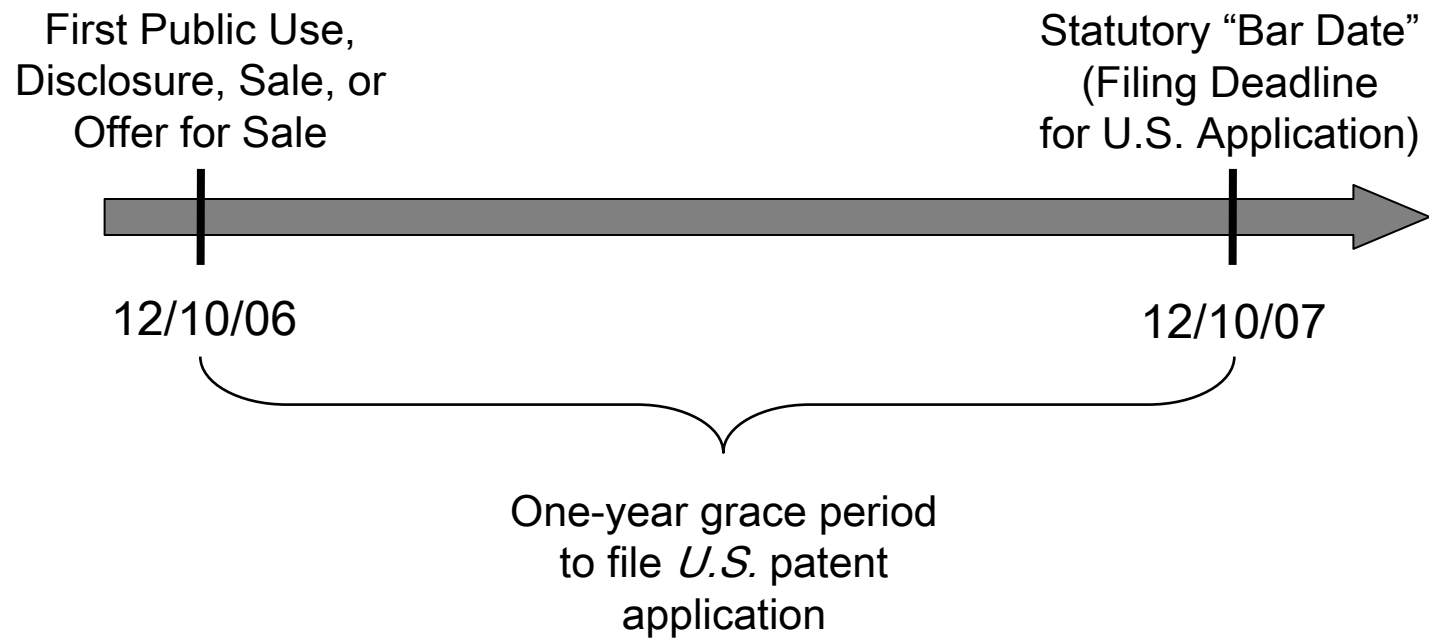 First Public Use,
Disclosure, Sale, or
Offer for Sale
Statutory “Bar Date”
(Filing Deadline
for U.S. Application)
12/10/06
12/10/07
One-year grace period
to file U.S. patent
application